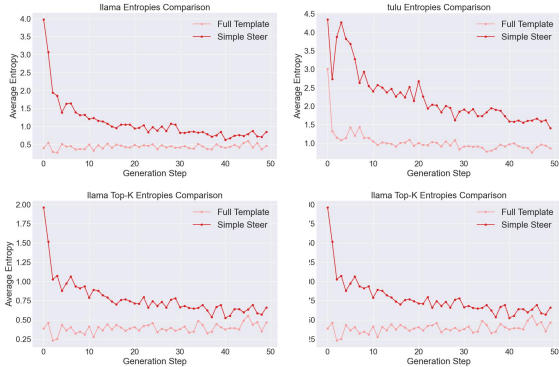 llama Entropies Comparison
4.0
3.5
3.0
2.5
2.0
1.5
1.0
0.5
Average Entropy
Full Template
Simple Steer
0
10
20
30
40
50
Generation Step
tulu Entropies Comparison
4.5
4.0
3.5
3.0
2.5
2.0
1.5
1.0
Average Entropy
Full Template
Simple Steer
0
10
20
30
40
50
Generation Step
llama Top-K Entropies Comparison
2.00
1.75
1.50
1.25
1.00
0.75
0.50
0.25
Average Entropy
Full Template
Simple Steer
0
10
20
30
40
50
Generation Step
llama Top-K Entropies Comparison
Full Template
Simple Steer
0
10
20
30
40
50
Generation Step